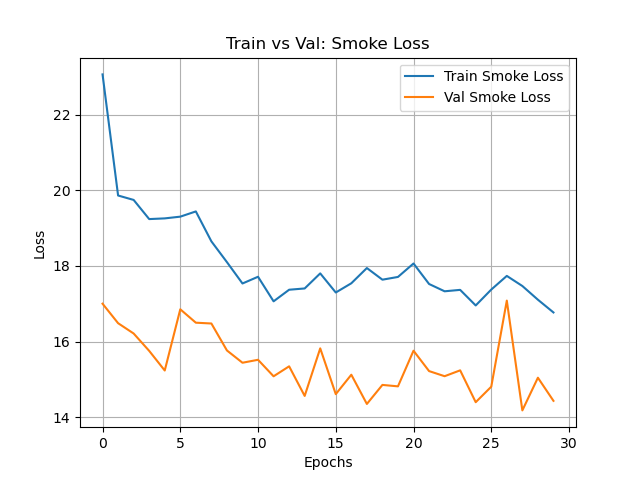 Train vs Val: Smoke Loss
Train Smoke Loss
Val Smoke Loss
Loss
22
20
18
16
14
0 5 10 15 20 25 30
Epochs